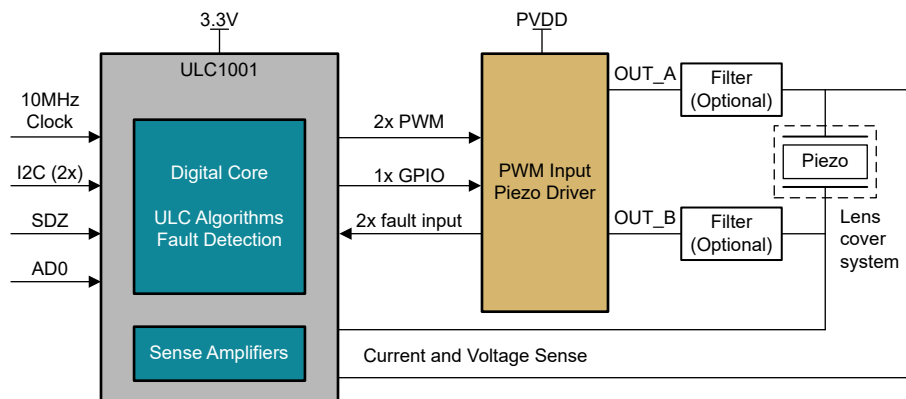 3.3V
PVDD
ULC1001
10MHz
Clock
I2C (2x)
SDZ
AD0
Digital Core
ULC Algorithms
Fault Detection
Sense Amplifiers
2x PWM
1x GPIO
2x fault input
PWM Input
Piezo Driver
OUT_A
Filter
(Optional)
Piezo
OUT_B
Filter
(Optional)
Lens
cover
system
Current and Voltage Sense